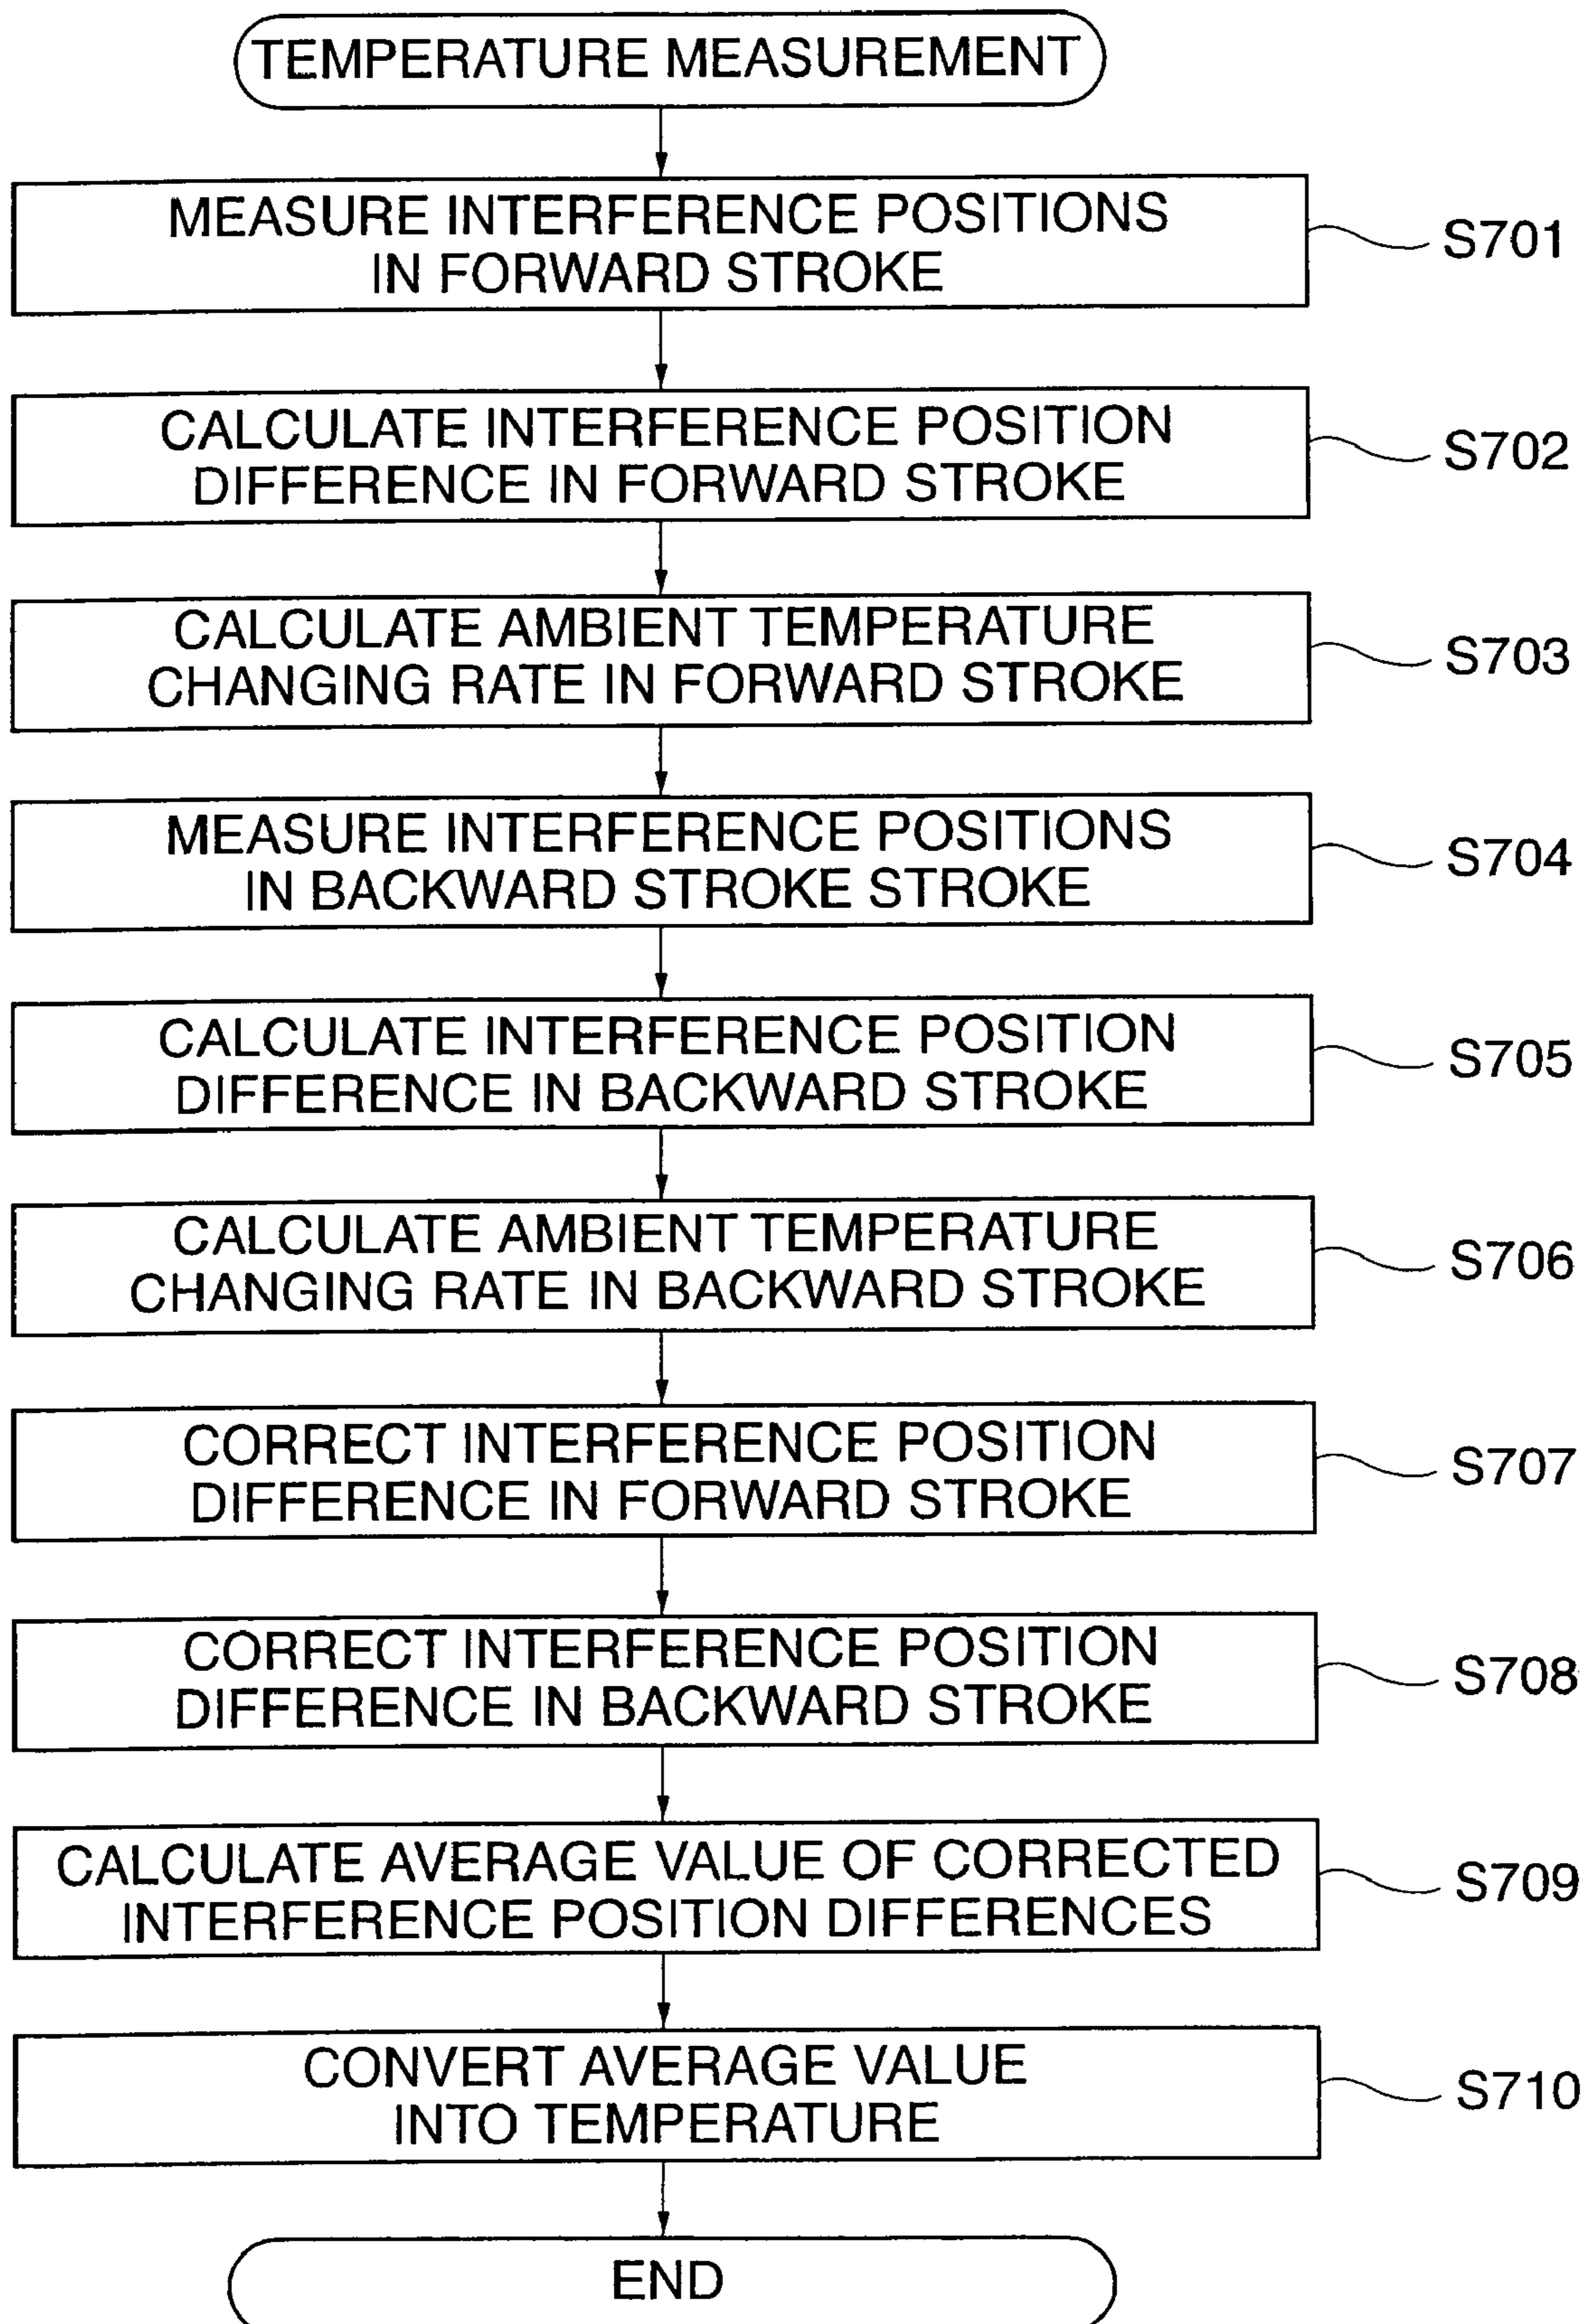 TEMPERATURE MEASUREMENT
MEASURE INTERFERENCE POSITIONS
IN FORWARD STROKE
S701
CALCULATE INTERFERENCE POSITION
DIFFERENCE IN FORWARD STROKE
S702
CALCULATE AMBIENT TEMPERATURE
CHANGING RATE IN FORWARD STROKE
S703
MEASURE INTERFERENCE POSITIONS
IN BACKWARD STROKE STROKE
S704
CALCULATE INTERFERENCE POSITION
DIFFERENCE IN BACKWARD STROKE
S705
CALCULATE AMBIENT TEMPERATURE
CHANGING RATE IN BACKWARD STROKE
S706
CORRECT INTERFERENCE POSITION
DIFFERENCE IN FORWARD STROKE
S707
CORRECT INTERFERENCE POSITION
DIFFERENCE IN BACKWARD STROKE
S708
CALCULATE AVERAGE VALUE OF CORRECTED
INTERFERENCE POSITION DIFFERENCES
S709
CONVERT AVERAGE VALUE
INTO TEMPERATURE
S710
END